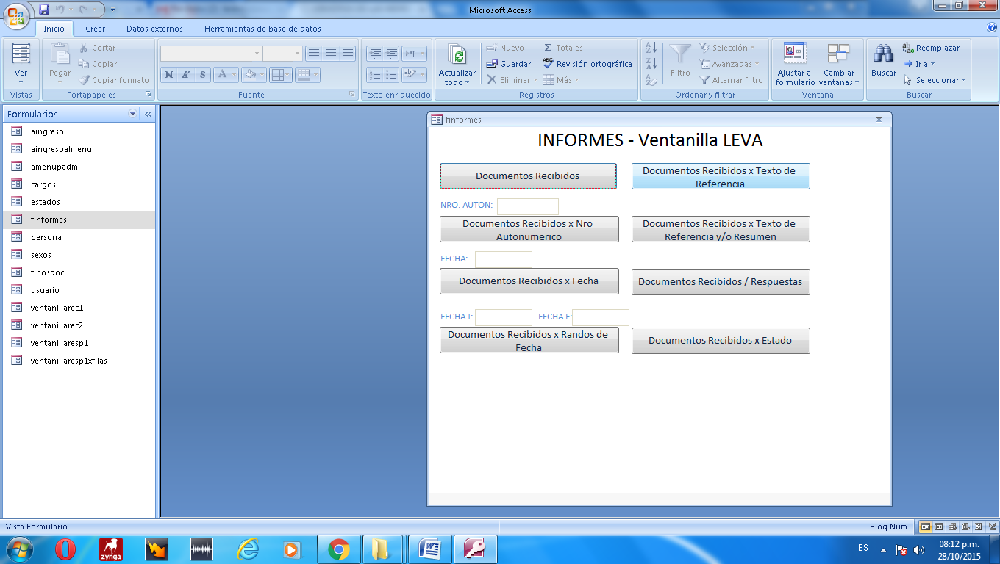 Microsoft Access
Inicio Crear Datos externos Herramientas de base de datos
Ver
Vistas
Pegar
Cortar
Copiar
Copiar formato
Portapapeles
N K S A
Fuente
Texto enriquecido
Actualizar
todo
Nuevo
Guardar
Eliminar
Totales
Revisión ortográfica
Más
Registros
Filtro
Selección
Avanzadas
Alternar filtro
Ordenar y filtrar
Ajustar al
formulario
Cambiar
ventanas
Ventana
Buscar
Reemplazar
Ir a
Seleccionar
Buscar
Formularios
aingreso
aingresoalmenu
amenupadm
cargos
estados
finformes
persona
sexos
tiposdoc
usuario
ventanillarec1
ventanillarec2
ventanillaresp1
ventanillaresp1xfilas
finformes
INFORMES - Ventanilla LEVA
Documentos Recibidos
Documentos Recibidos x Texto de
Referencia
NRO. AUTON:
Documentos Recibidos x Nro
Autonumerico
Documentos Recibidos x Texto de
Referencia y/o Resumen
FECHA:
Documentos Recibidos x Fecha
Documentos Recibidos / Respuestas
FECHA I: FECHA F:
Documentos Recibidos x Randos de
Fecha
Documentos Recibidos x Estado
Vista Formulario
Bloq Num
zynga
ES
08:12 p.m.
28/10/2015